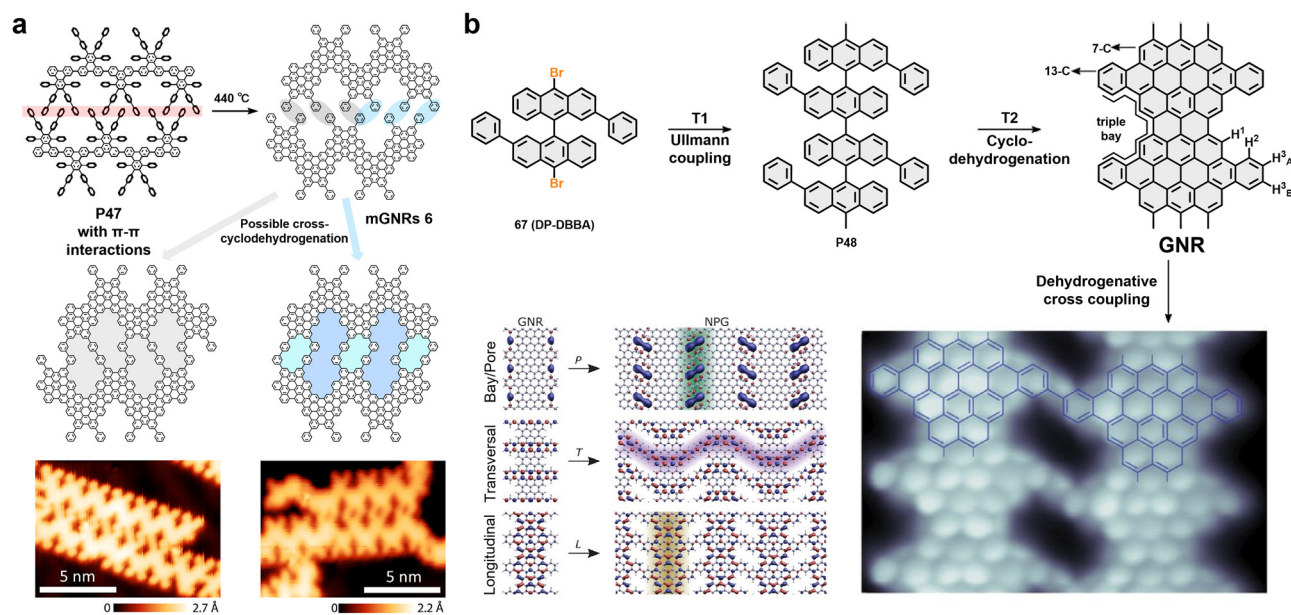 a
440 °C
P47
with π-π
interactions
Possible cross-
cyclodehydrogenation
mGNRs 6
5 nm
0 2.7 Å
5 nm
0 2.2 Å
b
Br
Br
67 (DP-DBBA)
T1
Ullmann
coupling
P48
T2
Cyclo-
dehydrogenation
7-C
13-C
triple
bay
H1
H2
H3A
H3B
GNR
Dehydrogenative
cross coupling
GNR
NPG
Bay/Pore
P
Transversal
T
Longitudinal
L